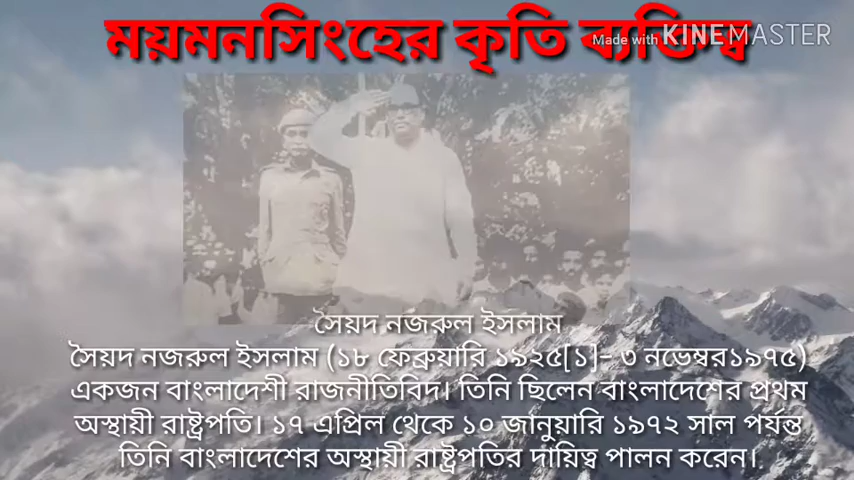 ময়মনসিংহের কৃতি ব্যক্তিত্ব
Made with KINEMASTER
সৈয়দ নজরুল ইসলাম
সৈয়দ নজরুল ইসলাম (১৮ ফেব্রুয়ারি ১৯২৫[১]– ৩ নভেম্বর১৯৭৫)
একজন বাংলাদেশী রাজনীতিবিদ। তিনি ছিলেন বাংলাদেশের প্রথম
অস্থায়ী রাষ্ট্রপতি। ১৭ এপ্রিল থেকে ১০ জানুয়ারি ১৯৭২ সাল পর্যন্ত
তিনি বাংলাদেশের অস্থায়ী রাষ্ট্রপতির দায়িত্ব পালন করেন।